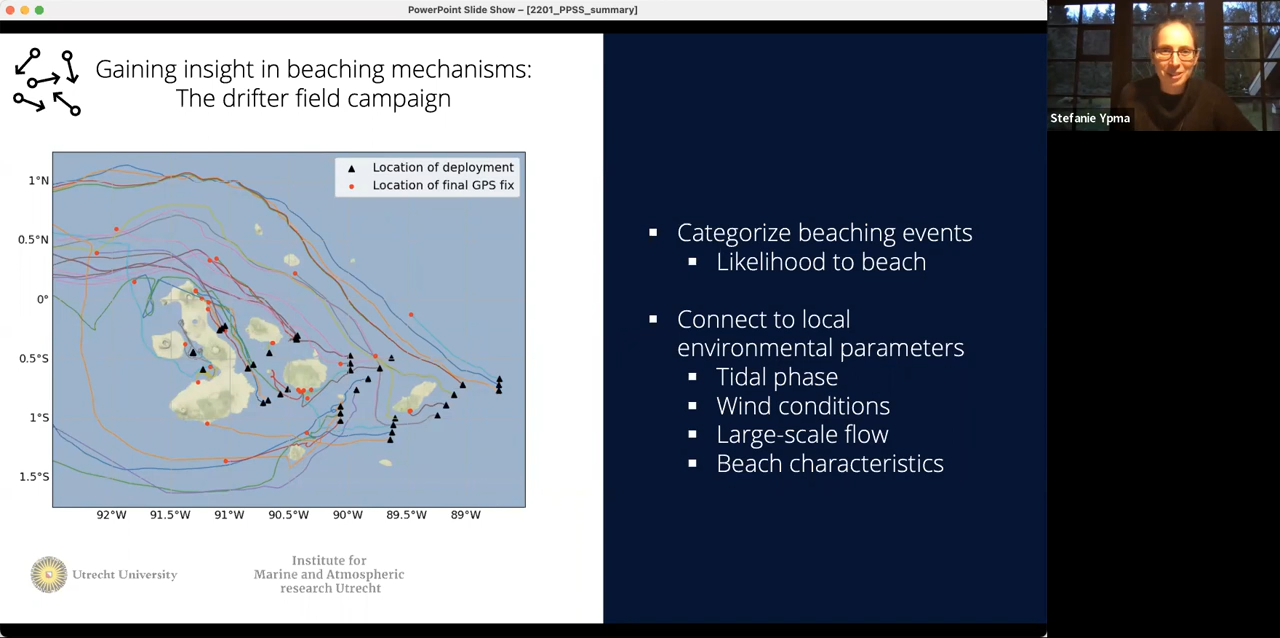 PowerPoint Slide Show – [2201_PPSS_summary]
Gaining insight in beaching mechanisms:
The drifter field campaign
Location of deployment
Location of final GPS fix
1°N
0.5°N
0°
0.5°S
1°S
1.5°S
92°W 91.5°W 91°W 90.5°W 90°W 89.5°W 89°W
Utrecht University
Institute for
Marine and Atmospheric
research Utrecht
Categorize beaching events
Likelihood to beach
Connect to local
environmental parameters
Tidal phase
Wind conditions
Large-scale flow
Beach characteristics
Stefanie Ypma